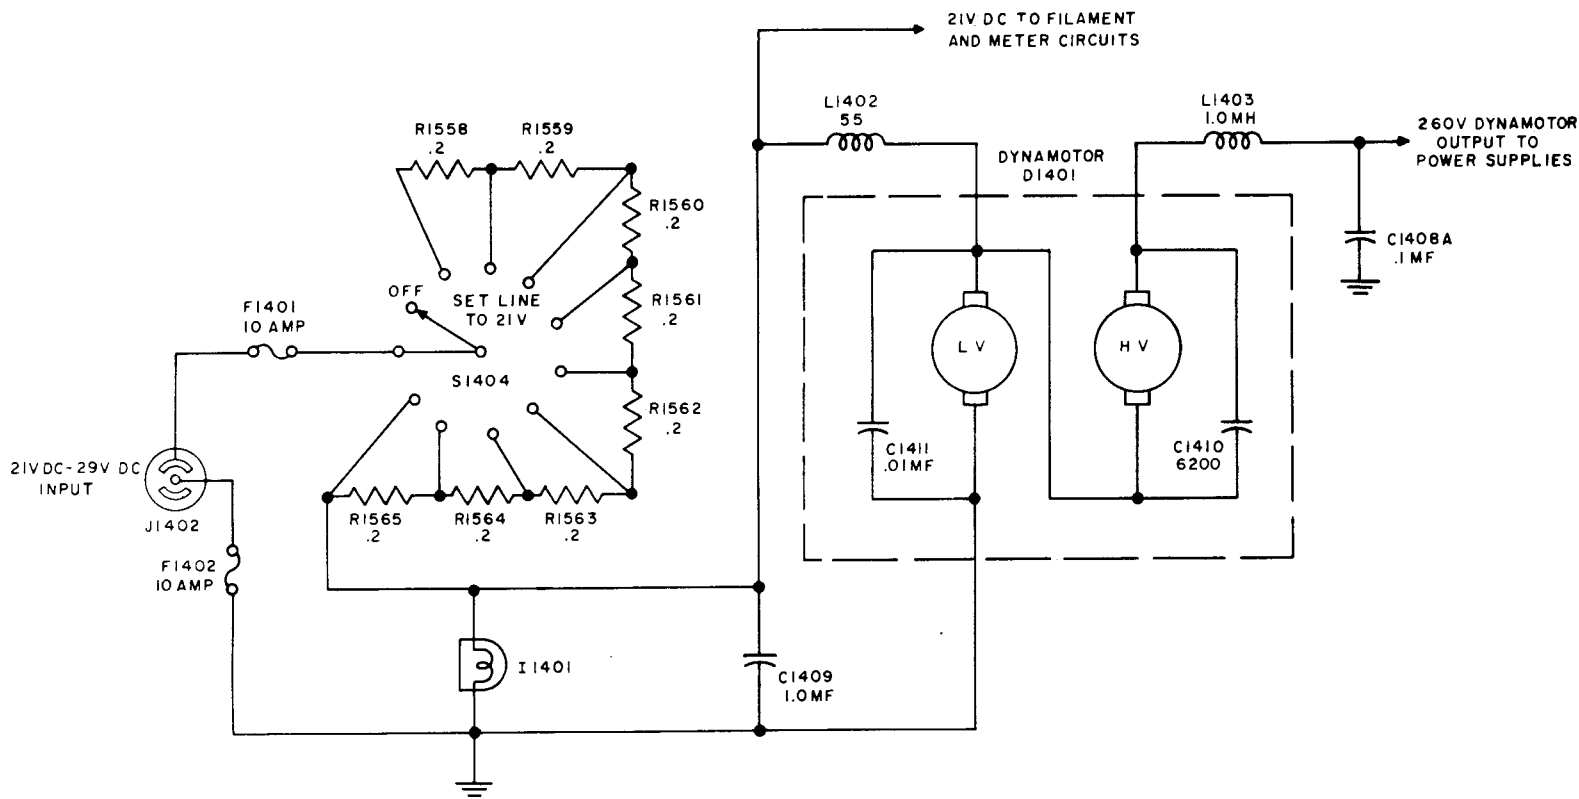 21V DC TO FILAMENT
AND METER CIRCUITS
L1402
55
L1403
1.0MH
260V DYNAMOTOR
OUTPUT TO
POWER SUPPLIES
R1558
.2
R1559
.2
DYNAMOTOR
D1401
R1560
.2
C1408A
.1MF
OFF
SET LINE
TO 21V
R1561
.2
F1401
10 AMP
LV
HV
S1404
R1562
.2
C1411
.01MF
C1410
6200
21VDC-29V DC
INPUT
J1402
R1565
.2
R1564
.2
R1563
.2
F1402
10 AMP
I1401
C1409
1.0MF